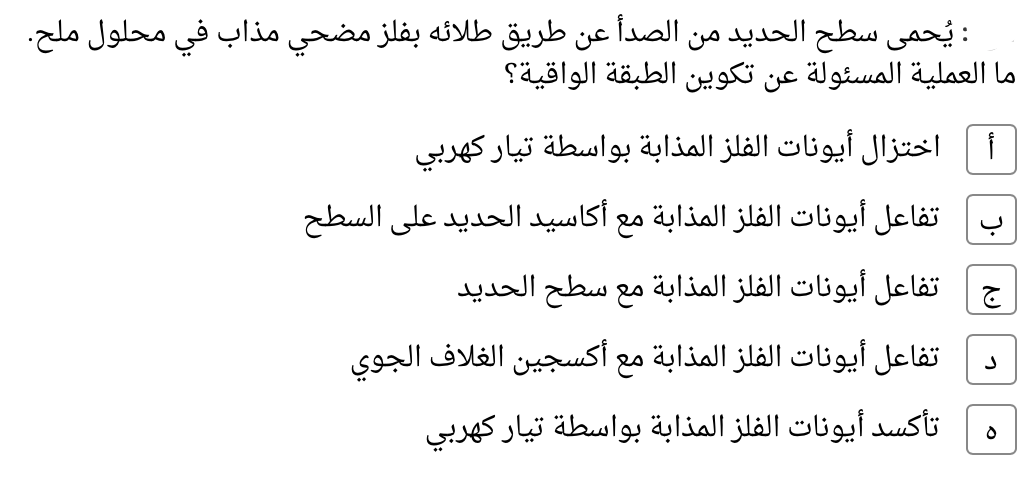 : يُحمى سطح الحديد من الصدأ عن طريق طلائه بفلز مضحي مذاب في محلول ملح.
ما العملية المسئولة عن تكوين الطبقة الواقية؟
أ اختزال أيونات الفلز المذابة بواسطة تيار كهربي
ب تفاعل أيونات الفلز المذابة مع أكاسيد الحديد على السطح
ج تفاعل أيونات الفلز المذابة مع سطح الحديد
د تفاعل أيونات الفلز المذابة مع أكسجين الغلاف الجوي
ه تأكسد أيونات الفلز المذابة بواسطة تيار كهربي